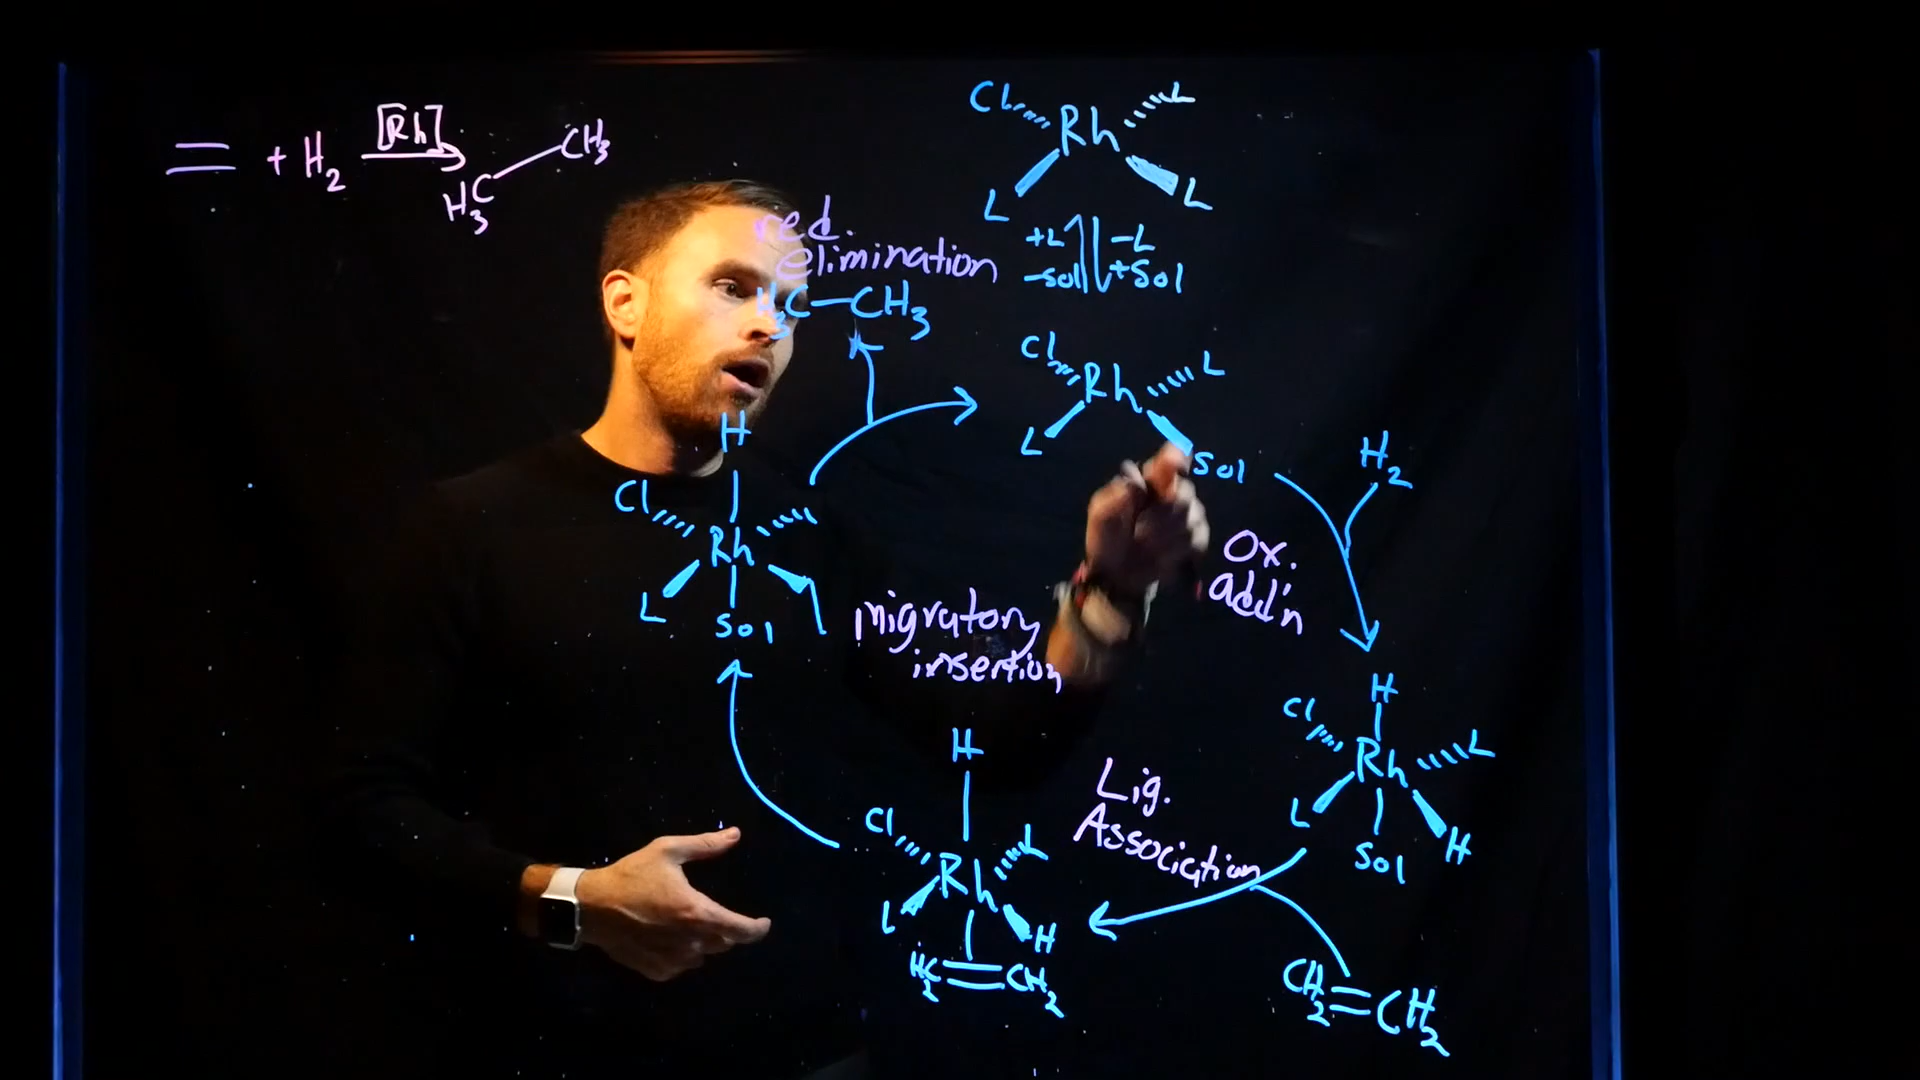 = + H2 [Rh] H3C CH3
Cl Rh L
L L
+L -L
-Sol +Sol
red.
elimination
H3C-CH3
Cl Rh L
L Sol
H2
Ox.
add'n
H
Cl Rh
L Sol
migratory
insertion
H
Cl Rh L
L H
Sol
Lig.
Association
H
Cl Rh L
L H
H2C=CH2
CH2=CH2